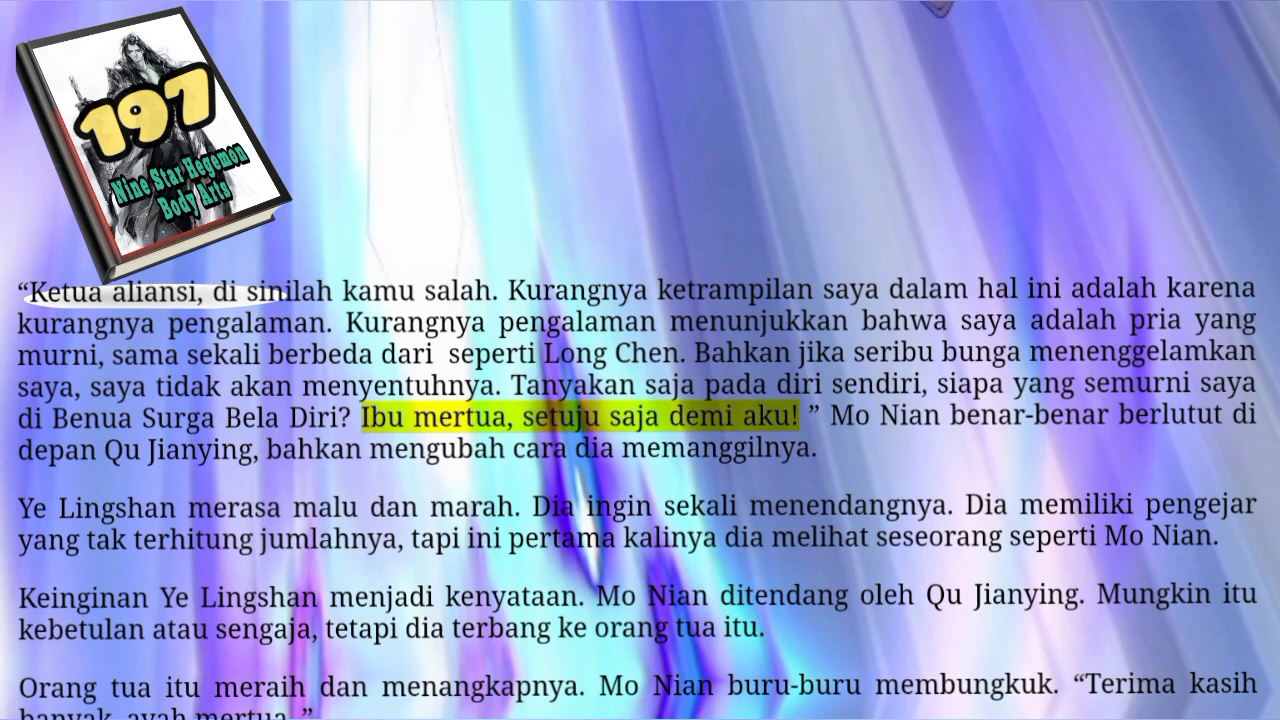 197
Nine Star Hegemon
Body Arts
“Ketua aliansi, di sinilah kamu salah. Kurangnya ketrampilan saya dalam hal ini adalah karena
kurangnya pengalaman. Kurangnya pengalaman menunjukkan bahwa saya adalah pria yang
murni, sama sekali berbeda dari  seperti Long Chen. Bahkan jika seribu bunga menenggelamkan
saya, saya tidak akan menyentuhnya. Tanyakan saja pada diri sendiri, siapa yang semurni saya
di Benua Surga Bela Diri? Ibu mertua, setuju saja demi aku! ” Mo Nian benar-benar berlutut di
depan Qu Jianying, bahkan mengubah cara dia memanggilnya.
Ye Lingshan merasa malu dan marah. Dia ingin sekali menendangnya. Dia memiliki pengejar
yang tak terhitung jumlahnya, tapi ini pertama kalinya dia melihat seseorang seperti Mo Nian.
Keinginan Ye Lingshan menjadi kenyataan. Mo Nian ditendang oleh Qu Jianying. Mungkin itu
kebetulan atau sengaja, tetapi dia terbang ke orang tua itu.
Orang tua itu meraih dan menangkapnya. Mo Nian buru-buru membungkuk. “Terima kasih
banyak, ayah mertua. ”